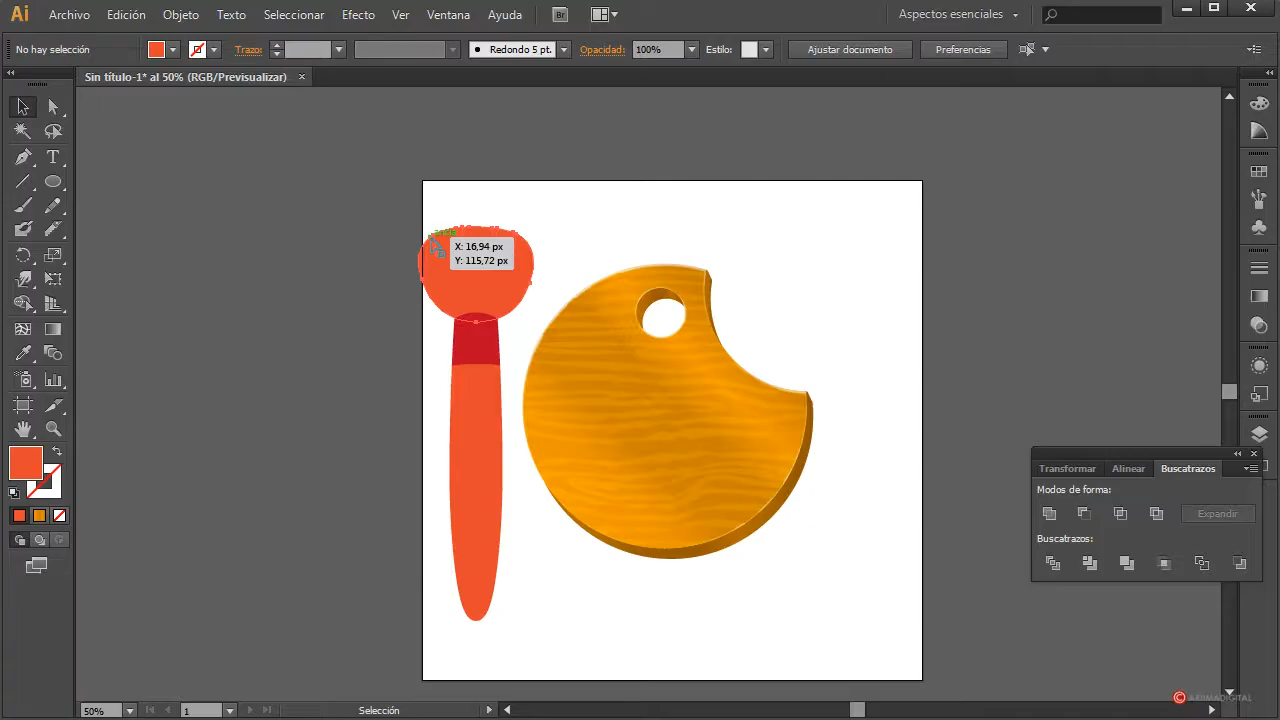 Ai Archivo Edición Objeto Texto Seleccionar Efecto Ver Ventana Ayuda Br Aspectos esenciales
No hay selección Trazo: Redondo 5 pt. Opacidad: 100% Estilo: Ajustar documento Preferencias
Sin título-1* al 50% (RGB/Previsualizar)
X: 16,94 px
Y: 115,72 px
Transformar Alinear Buscatrazos
Modos de forma:
Expandir
Buscatrazos:
50% 1 Selección